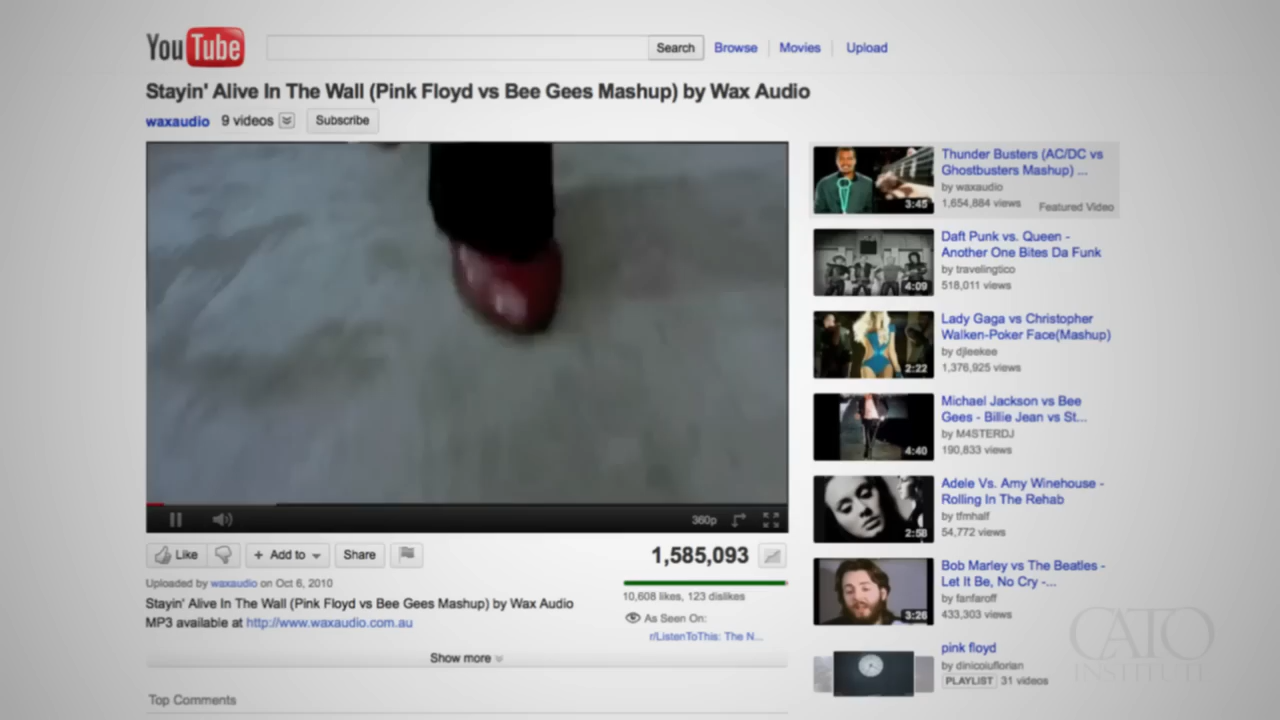 YouTube
Search
Browse
Movies
Upload
Stayin' Alive In The Wall (Pink Floyd vs Bee Gees Mashup) by Wax Audio
waxaudio 9 videos
Subscribe
360p
Like
+ Add to
Share
1,585,093
Uploaded by waxaudio on Oct 6, 2010
Stayin' Alive In The Wall (Pink Floyd vs Bee Gees Mashup) by Wax Audio
MP3 available at http://www.waxaudio.com.au
10,608 likes, 123 dislikes
As Seen On:
r/ListenToThis: The N...
Show more
Top Comments
3:45
Thunder Busters (AC/DC vs
Ghostbusters Mashup) ...
by waxaudio
1,654,884 views
Featured Video
4:09
Daft Punk vs. Queen -
Another One Bites Da Funk
by travelingtico
518,011 views
2:22
Lady Gaga vs Christopher
Walken-Poker Face(Mashup)
by djleekee
1,376,925 views
4:40
Michael Jackson vs Bee
Gees - Billie Jean vs St...
by M4STERDJ
190,833 views
2:58
Adele Vs. Amy Winehouse -
Rolling In The Rehab
by tfmhalf
54,772 views
3:26
Bob Marley vs The Beatles -
Let It Be, No Cry -...
by fanfaroff
433,303 views
pink floyd
by dinicoiuflorian
PLAYLIST 31 videos
CATO
INSTITUTE